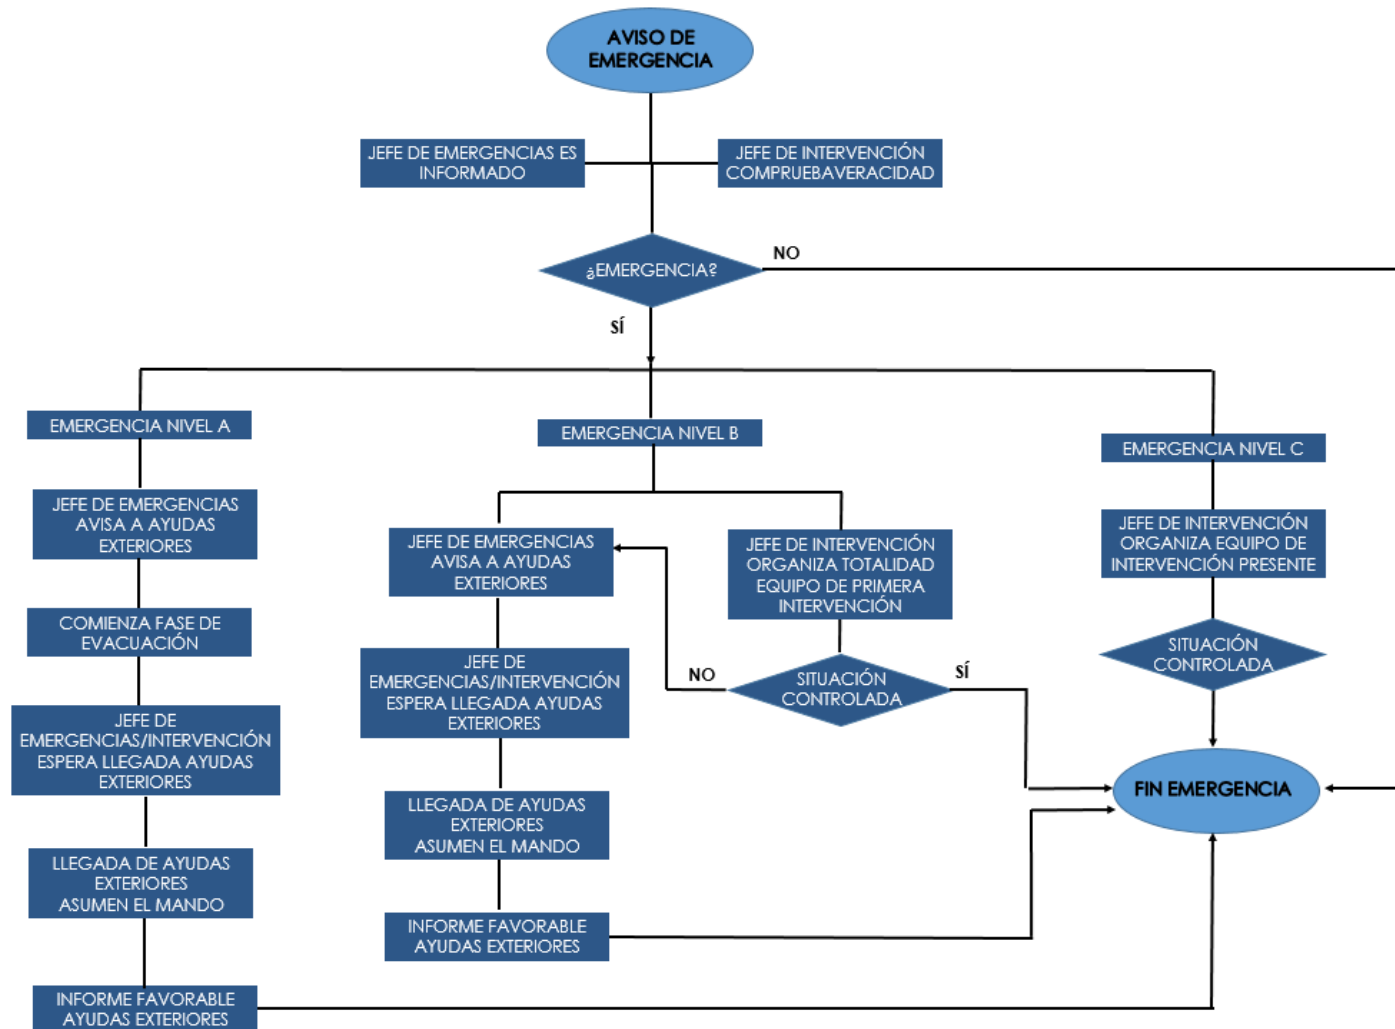 AVISO DE
EMERGENCIA
JEFE DE EMERGENCIAS ES
INFORMADO
JEFE DE INTERVENCIÓN
COMPRUEBAVERACIDAD
¿EMERGENCIA?
NO
SÍ
EMERGENCIA NIVEL A
JEFE DE EMERGENCIAS
AVISA A AYUDAS
EXTERIORES
COMIENZA FASE DE
EVACUACIÓN
JEFE DE
EMERGENCIAS/INTERVENCIÓN
ESPERA LLEGADA AYUDAS
EXTERIORES
LLEGADA DE AYUDAS
EXTERIORES
ASUMEN EL MANDO
INFORME FAVORABLE
AYUDAS EXTERIORES
EMERGENCIA NIVEL B
JEFE DE EMERGENCIAS
AVISA A AYUDAS
EXTERIORES
JEFE DE
EMERGENCIAS/INTERVENCIÓN
ESPERA LLEGADA AYUDAS
EXTERIORES
LLEGADA DE AYUDAS
EXTERIORES
ASUMEN EL MANDO
INFORME FAVORABLE
AYUDAS EXTERIORES
JEFE DE INTERVENCIÓN
ORGANIZA TOTALIDAD
EQUIPO DE PRIMERA
INTERVENCIÓN
NO
SITUACIÓN
CONTROLADA
SÍ
EMERGENCIA NIVEL C
JEFE DE INTERVENCIÓN
ORGANIZA EQUIPO DE
INTERVENCIÓN PRESENTE
SITUACIÓN
CONTROLADA
FIN EMERGENCIA